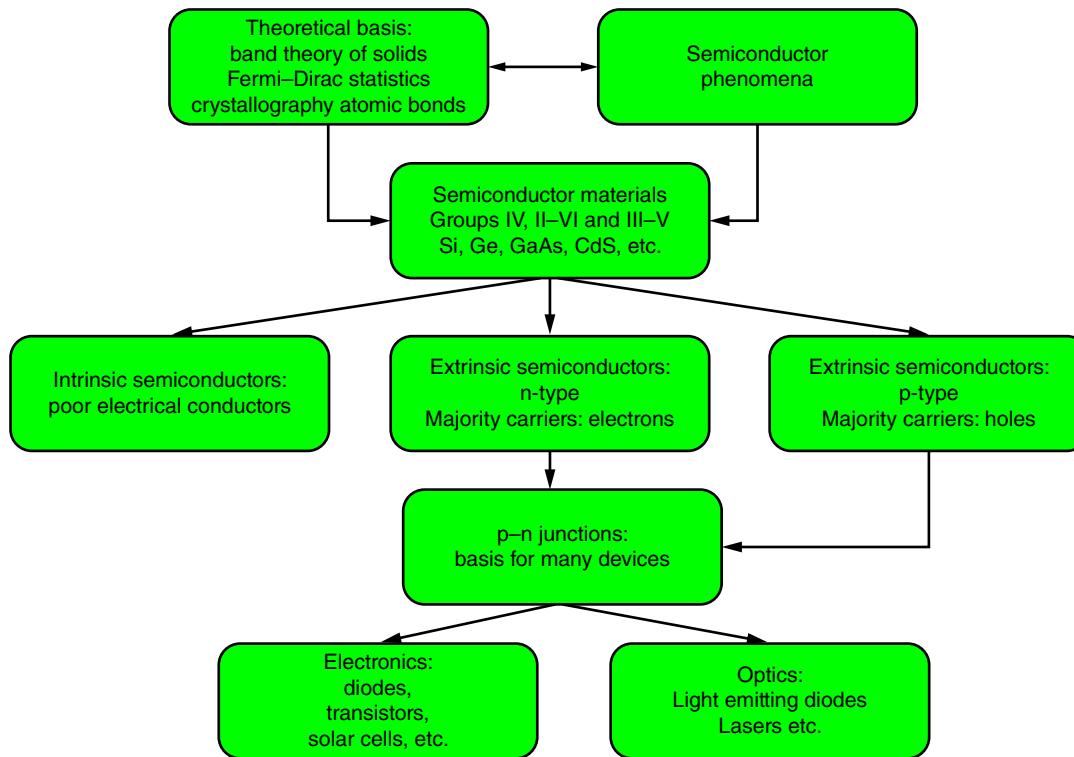 Theoretical basis:
band theory of solids
Fermi–Dirac statistics
crystallography atomic bonds
Semiconductor
phenomena
Semiconductor materials
Groups IV, II–VI and III–V
Si, Ge, GaAs, CdS, etc.
Intrinsic semiconductors:
poor electrical conductors
Extrinsic semiconductors:
n-type
Majority carriers: electrons
Extrinsic semiconductors:
p-type
Majority carriers: holes
p–n junctions:
basis for many devices
Electronics:
diodes,
transistors,
solar cells, etc.
Optics:
Light emitting diodes
Lasers etc.